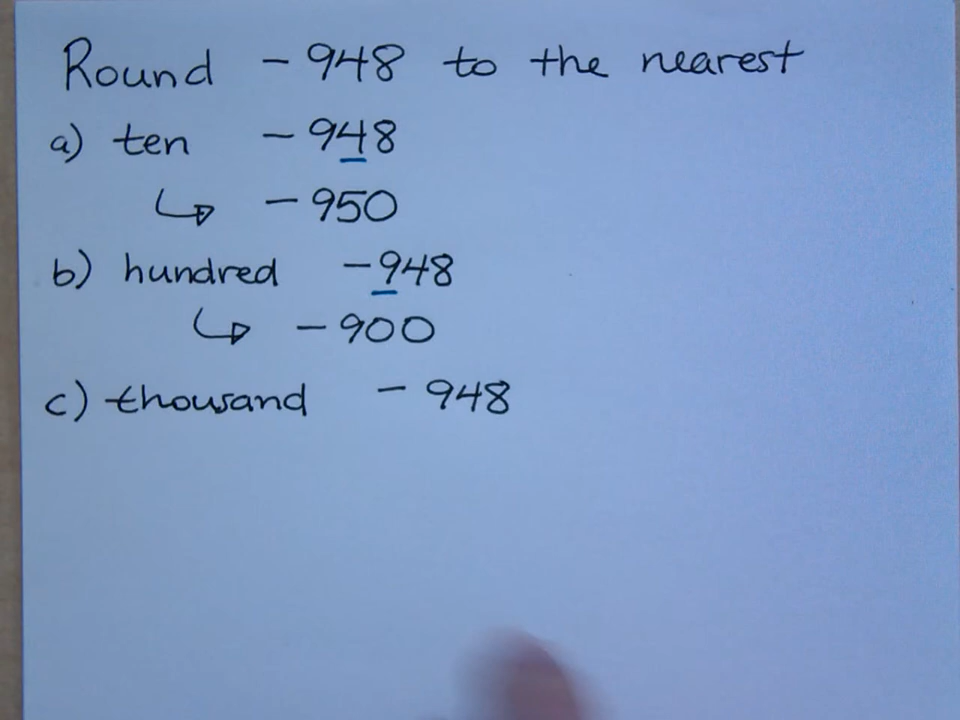 Round -948 to the nearest
a) ten -948
↳ -950
b) hundred -948
↳ -900
c) thousand -948